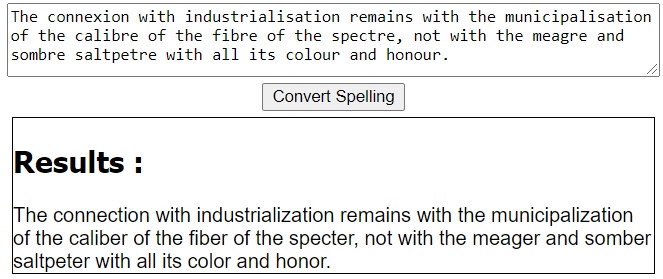 The connexion with industrialisation remains with the municipalisation
of the calibre of the fibre of the spectre, not with the meagre and
sombre saltpetre with all its colour and honour.
Convert Spelling
Results :
The connection with industrialization remains with the municipalization
of the caliber of the fiber of the specter, not with the meager and somber
saltpeter with all its color and honor.